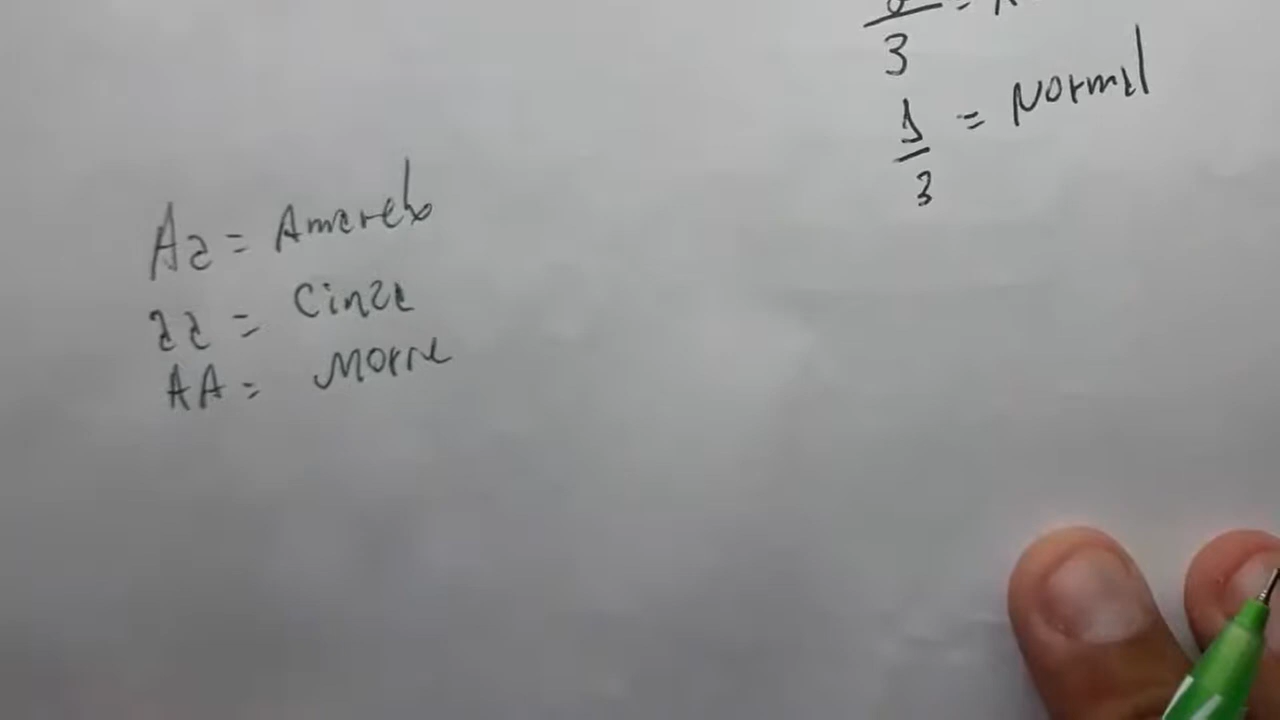 3
1/3 = Normal
Aa = Amarelo
aa = Cinza
AA = Morre